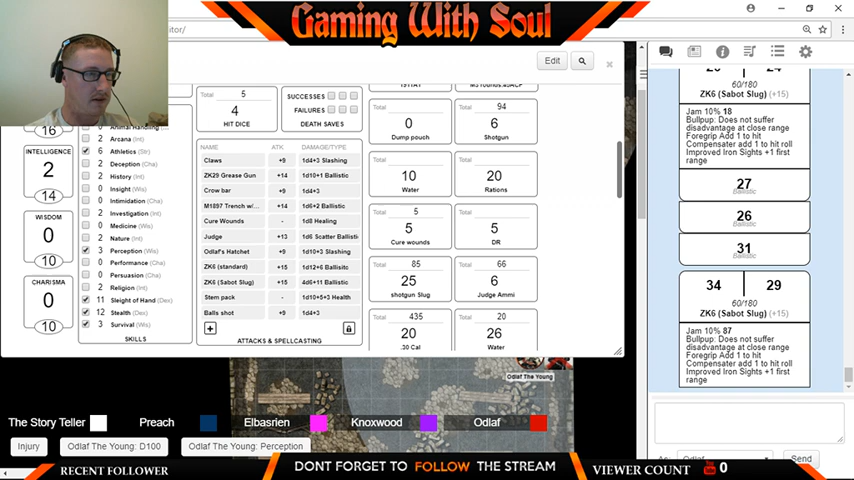 Gaming With Soul
itor/
Edit
16
INTELLIGENCE
2
14
WISDOM
0
10
CHARISMA
0
10
0 Animal Handling
2 Arcana (Int)
6 Athletics (Str)
2 Deception (Cha)
2 History (Int)
0 Insight (Wis)
0 Intimidation (Cha)
2 Investigation (Int)
0 Medicine (Wis)
2 Nature (Int)
3 Perception (Wis)
0 Performance (Cha)
0 Persuasion (Cha)
2 Religion (Int)
11 Sleight of Hand (Dex)
12 Stealth (Dex)
3 Survival (Wis)
SKILLS
Total 5
4
HIT DICE
SUCCESSES
FAILURES
DEATH SAVES
NAME ATK DAMAGE/TYPE
Claws +9 1d4+3 Slashing
ZK29 Grease Gun +14 1d10+1 Ballistic
Crow bar +9 1d4+3
M1897 Trench w/... +14 1d6+2 Ballistic
Cure Wounds - 1d8 Healing
Judge +13 1d6 Scatter Ballistic
Odlaf's Hatchet +9 1d10+3 Slashing
ZK6 (standard) +15 1d12+6 Ballisitc
ZK6 (Sabot Slug) +15 4d6+11 Ballistic
Stem pack - 1d10+5+3 Health
Balls shot +9 1d4+3
ATTACKS & SPELLCASTING
1911AT
Total
0
Dump pouch
Total 94
6
Shotgun
Total
10
Water
Total
20
Rations
Total 5
5
Cure wounds
Total
5
DR
Total 85
25
shotgun Slug
Total 66
6
Judge Ammi
Total 435
20
.30 Cal
Total 20
26
Water
60/180
ZK6 (Sabot Slug) (+15)
Jam 10% 18
Bullpup: Does not suffer
disadvantage at close range
Foregrip Add 1 to hit
Compensater add 1 to hit roll
Improved Iron Sights +1 first
range
27
Ballistic
26
Ballistic
31
Ballistic
34 29
60/180
ZK6 (Sabot Slug) (+15)
Jam 10% 87
Bullpup: Does not suffer
disadvantage at close range
Foregrip Add 1 to hit
Compensater add 1 to hit roll
Improved Iron Sights +1 first
range
As: Odlaf The Young
Send
Odlaf The Young
The Story Teller Preach Elbasrien Knoxwood Odlaf
Injury Odlaf The Young: D100 Odlaf The Young: Perception
RECENT FOLLOWER
DONT FORGET TO FOLLOW THE STREAM
VIEWER COUNT 0